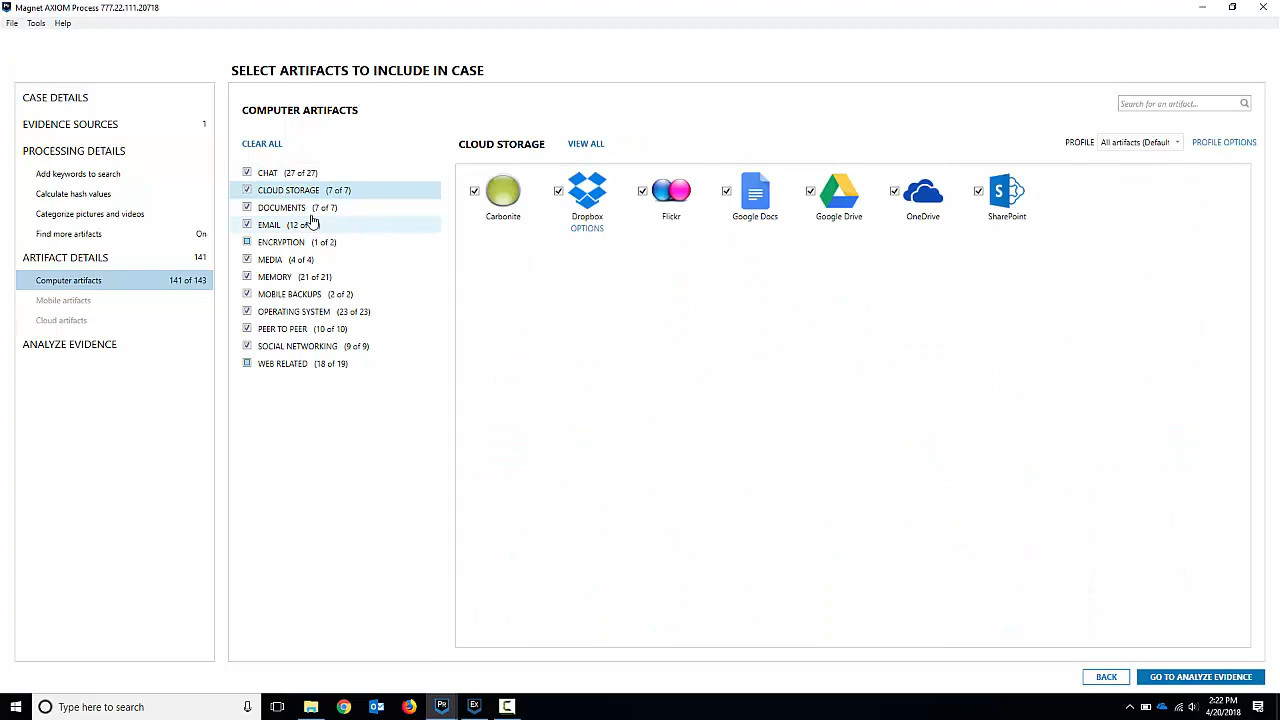 Magnet AXIOM Process 777.22.111.20718
File Tools Help
SELECT ARTIFACTS TO INCLUDE IN CASE
CASE DETAILS
EVIDENCE SOURCES 1
PROCESSING DETAILS
Add keywords to search
Calculate hash values
Categorize pictures and videos
Find more artifacts On
ARTIFACT DETAILS 141
Computer artifacts 141 of 143
Mobile artifacts
Cloud artifacts
ANALYZE EVIDENCE
COMPUTER ARTIFACTS
Search for an artifact...
CLEAR ALL
CHAT (27 of 27)
CLOUD STORAGE (7 of 7)
DOCUMENTS (7 of 7)
EMAIL (12 of
ENCRYPTION (1 of 2)
MEDIA (4 of 4)
MEMORY (21 of 21)
MOBILE BACKUPS (2 of 2)
OPERATING SYSTEM (23 of 23)
PEER TO PEER (10 of 10)
SOCIAL NETWORKING (9 of 9)
WEB RELATED (18 of 19)
CLOUD STORAGE VIEW ALL
PROFILE All artifacts (Default PROFILE OPTIONS
Carbonite
Dropbox
OPTIONS
Flickr
Google Docs
Google Drive
OneDrive
SharePoint
BACK
GO TO ANALYZE EVIDENCE
Type here to search
Pr
EX
2:22 PM
4/20/2018